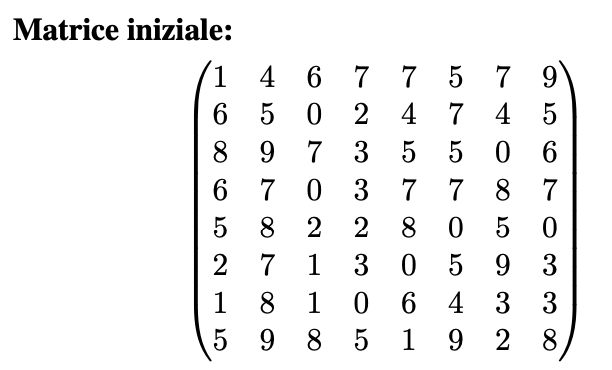 Matrice iniziale:
1 4 6 7 7 5 7 9
6 5 0 2 4 7 4 5
8 9 7 3 5 5 0 6
6 7 0 3 7 7 8 7
5 8 2 2 8 0 5 0
2 7 1 3 0 5 9 3
1 8 1 0 6 4 3 3
5 9 8 5 1 9 2 8